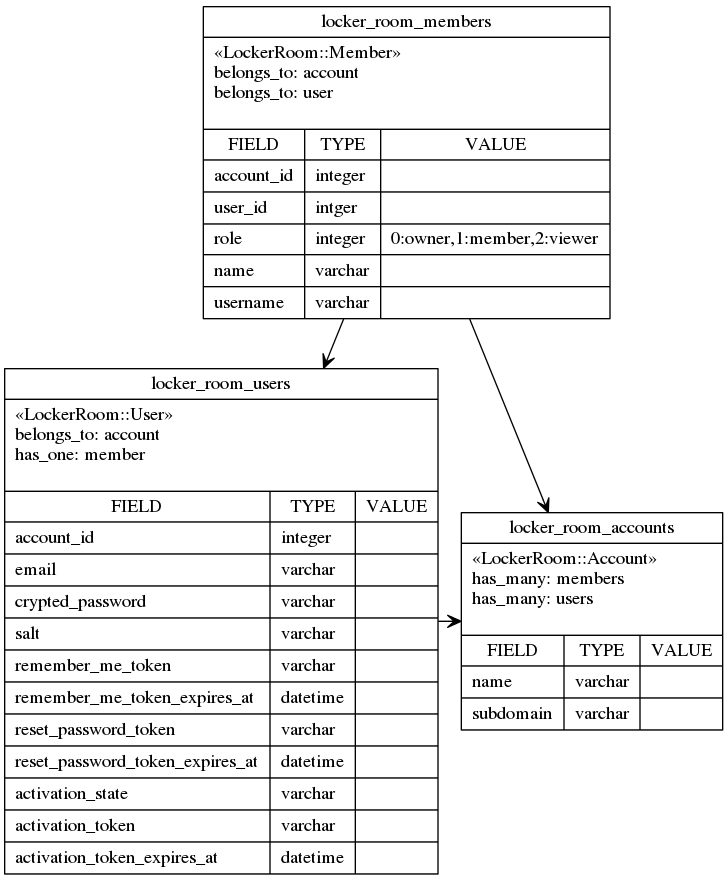 locker_room_members
«LockerRoom::Member»
belongs_to: account
belongs_to: user
FIELD TYPE VALUE
account_id integer
user_id intger
role integer 0:owner,1:member,2:viewer
name varchar
username varchar
locker_room_users
«LockerRoom::User»
belongs_to: account
has_one: member
FIELD TYPE VALUE
account_id integer
email varchar
crypted_password varchar
salt varchar
remember_me_token varchar
remember_me_token_expires_at datetime
reset_password_token varchar
reset_password_token_expires_at datetime
activation_state varchar
activation_token varchar
activation_token_expires_at datetime
locker_room_accounts
«LockerRoom::Account»
has_many: members
has_many: users
FIELD TYPE VALUE
name varchar
subdomain varchar